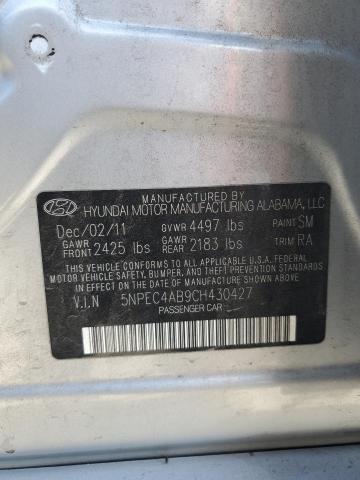 HYUNDAI MOTOR MANUFACTURING ALABAMA, LLC
Dec/02/11 GVWR 4497 lbs PAINT SM
GAWR FRONT 2425 lbs GAWR REAR 2183 lbs TRIM RA
THIS VEHICLE CONFORMS TO ALL APPLICABLE U.S.A. FEDERAL
MOTOR VEHICLE SAFETY, BUMPER, AND THEFT PREVENTION
STANDARDS IN EFFECT ON THE DATE OF MANUFACTURE SHOWN ABOVE.
V.I.N 5NPEC4AB9CH430427
PASSENGER CAR